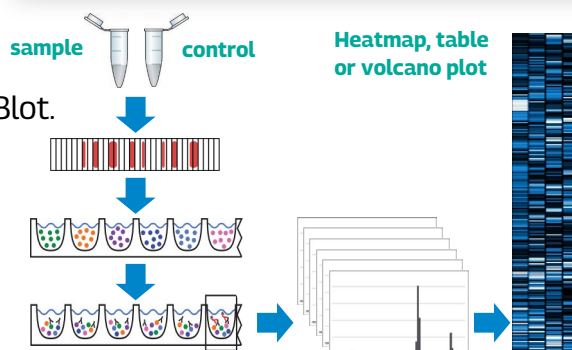 sample
control
Heatmap, table
or volcano plot
Blot.